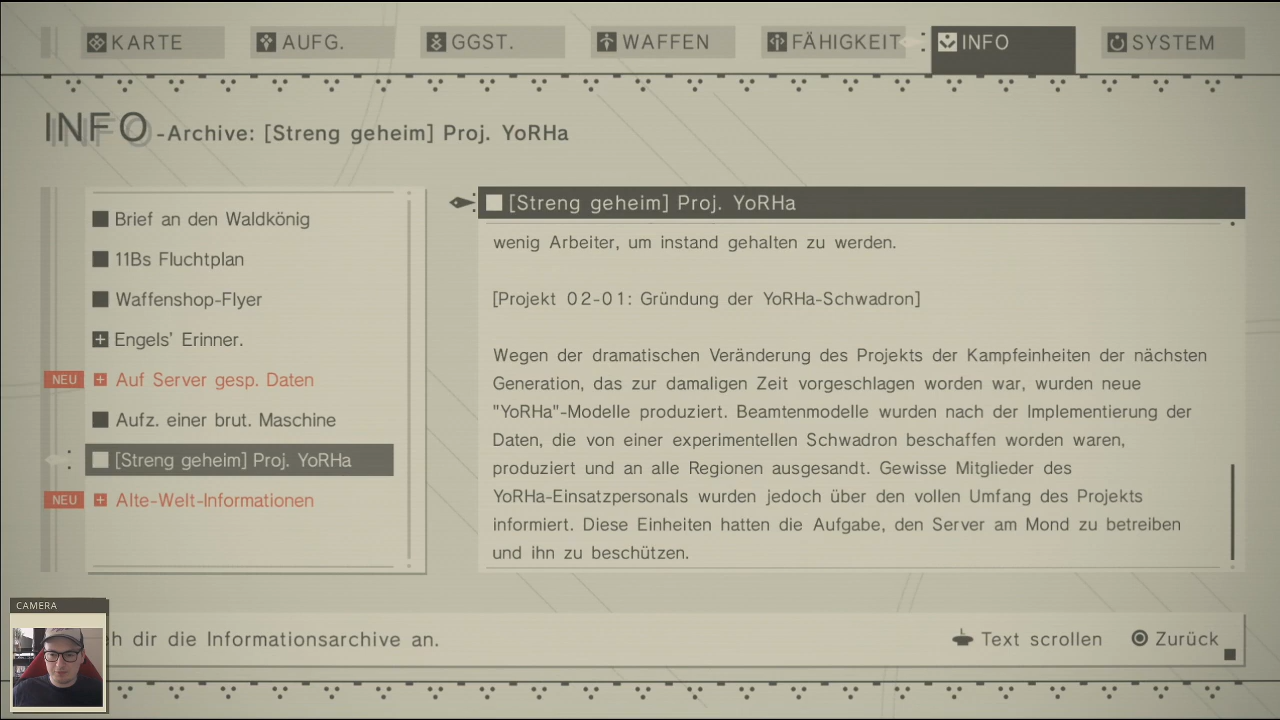 KARTE
AUFG.
GGST.
WAFFEN
FÄHIGKEIT
INFO
SYSTEM
INFO -Archive: [Streng geheim] Proj. YoRHa
Brief an den Waldkönig
11Bs Fluchtplan
Waffenshop-Flyer
Engels' Erinner.
NEU Auf Server gesp. Daten
Aufz. einer brut. Maschine
[Streng geheim] Proj. YoRHa
NEU Alte-Welt-Informationen
[Streng geheim] Proj. YoRHa
wenig Arbeiter, um instand gehalten zu werden.
[Projekt 02-01: Gründung der YoRHa-Schwadron]
Wegen der dramatischen Veränderung des Projekts der Kampfeinheiten der nächsten
Generation, das zur damaligen Zeit vorgeschlagen worden war, wurden neue
"YoRHa"-Modelle produziert. Beamtenmodelle wurden nach der Implementierung der
Daten, die von einer experimentellen Schwadron beschaffen worden waren,
produziert und an alle Regionen ausgesandt. Gewisse Mitglieder des
YoRHa-Einsatzpersonals wurden jedoch über den vollen Umfang des Projekts
informiert. Diese Einheiten hatten die Aufgabe, den Server am Mond zu betreiben
und ihn zu beschützen.
CAMERA
eh dir die Informationsarchive an.
Text scrollen
Zurück